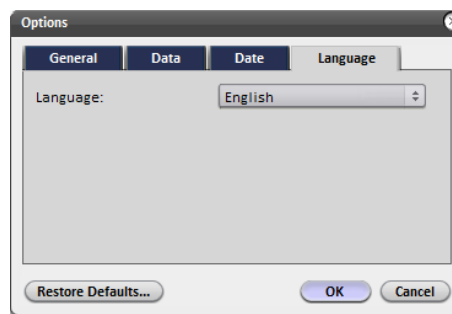 Options
General Data Date Language
Language: English
Restore Defaults... OK Cancel